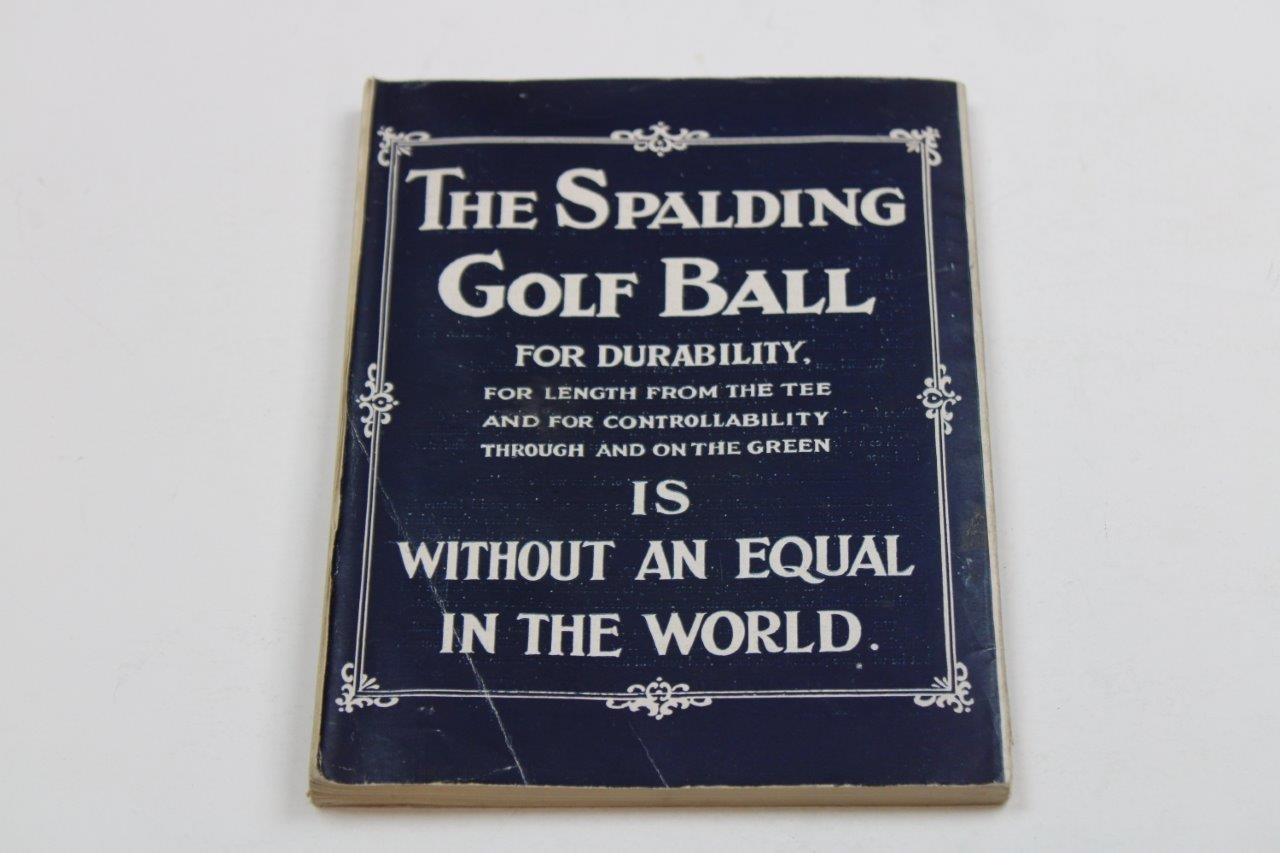 THE SPALDING
GOLF BALL
FOR DURABILITY,
FOR LENGTH FROM THE TEE
AND FOR CONTROLLABILITY
THROUGH AND ON THE GREEN
IS
WITHOUT AN EQUAL
IN THE WORLD.